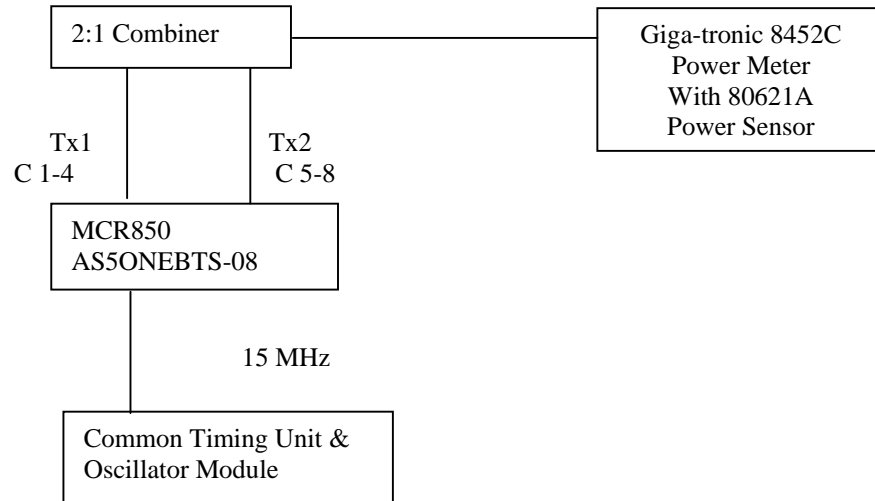 2:1 Combiner
Giga-tronic 8452C
Power Meter
With 80621A
Power Sensor
Tx1
C 1-4
Tx2
C 5-8
MCR850
AS5ONEBTS-08
15 MHz
Common Timing Unit &
Oscillator Module